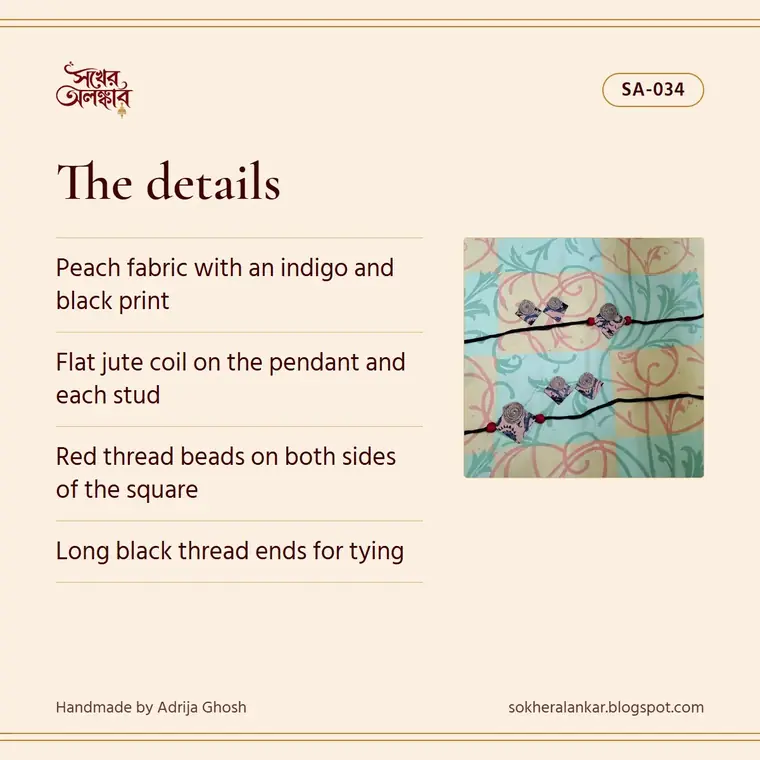 সখের
অলঙ্কার
SA-034
The details
Peach fabric with an indigo and
black print
Flat jute coil on the pendant and
each stud
Red thread beads on both sides
of the square
Long black thread ends for tying
Handmade by Adrija Ghosh
sokheralankar.blogspot.com